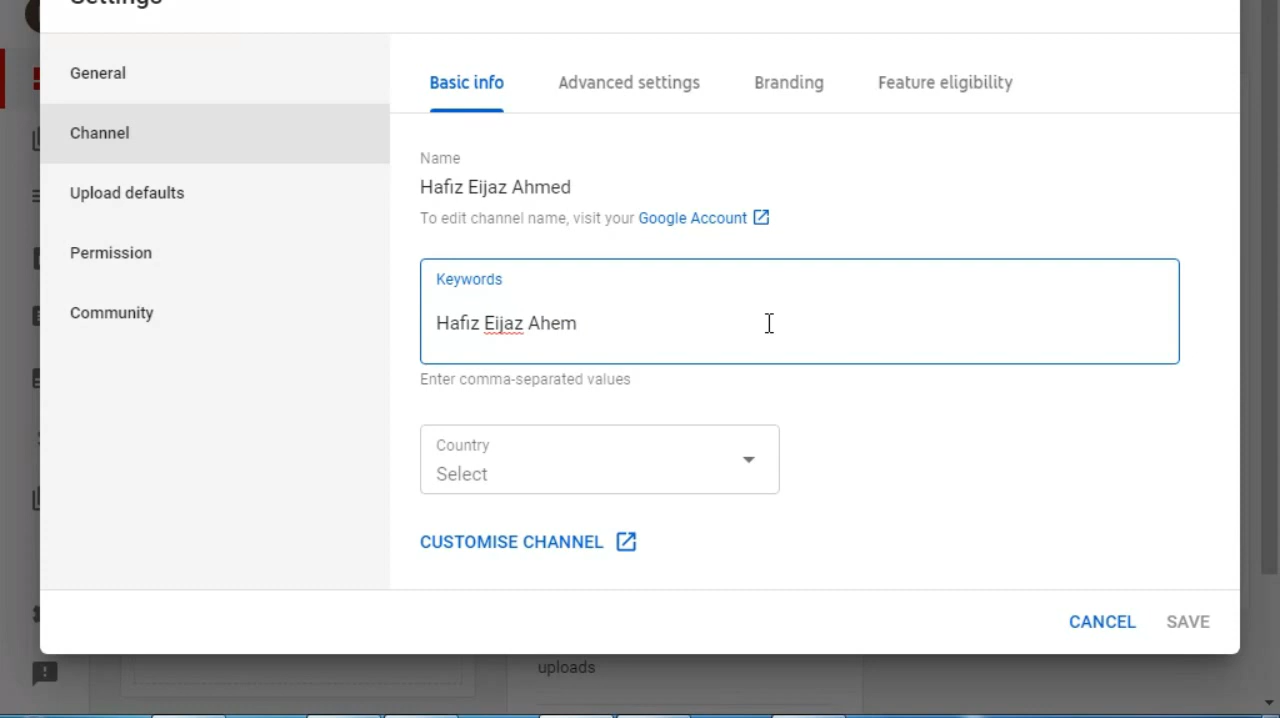 Settings
General
Channel
Upload defaults
Permission
Community
Basic info
Advanced settings
Branding
Feature eligibility
Name
Hafiz Eijaz Ahmed
To edit channel name, visit your Google Account
Keywords
Hafiz Eijaz Ahem
Enter comma-separated values
Country
Select
CUSTOMISE CHANNEL
CANCEL
SAVE
uploads